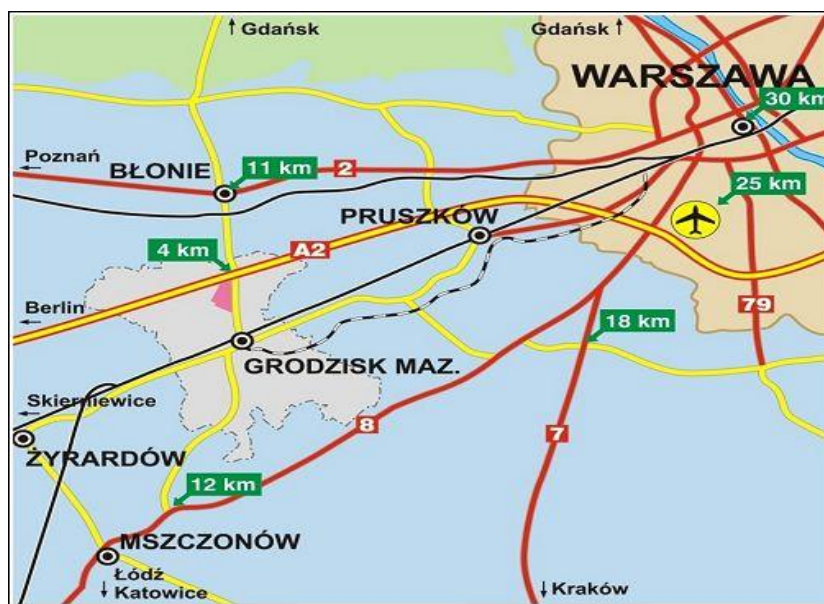 Gdańsk
Gdańsk
WARSZAWA
30 km
Poznań
BŁONIE
11 km
2
25 km
PRUSZKÓW
4 km
A2
Berlin
79
18 km
GRODZISK MAZ.
Skierniewice
8
7
ŻYRARDÓW
12 km
MSZCZONÓW
Łódź
Katowice
Kraków